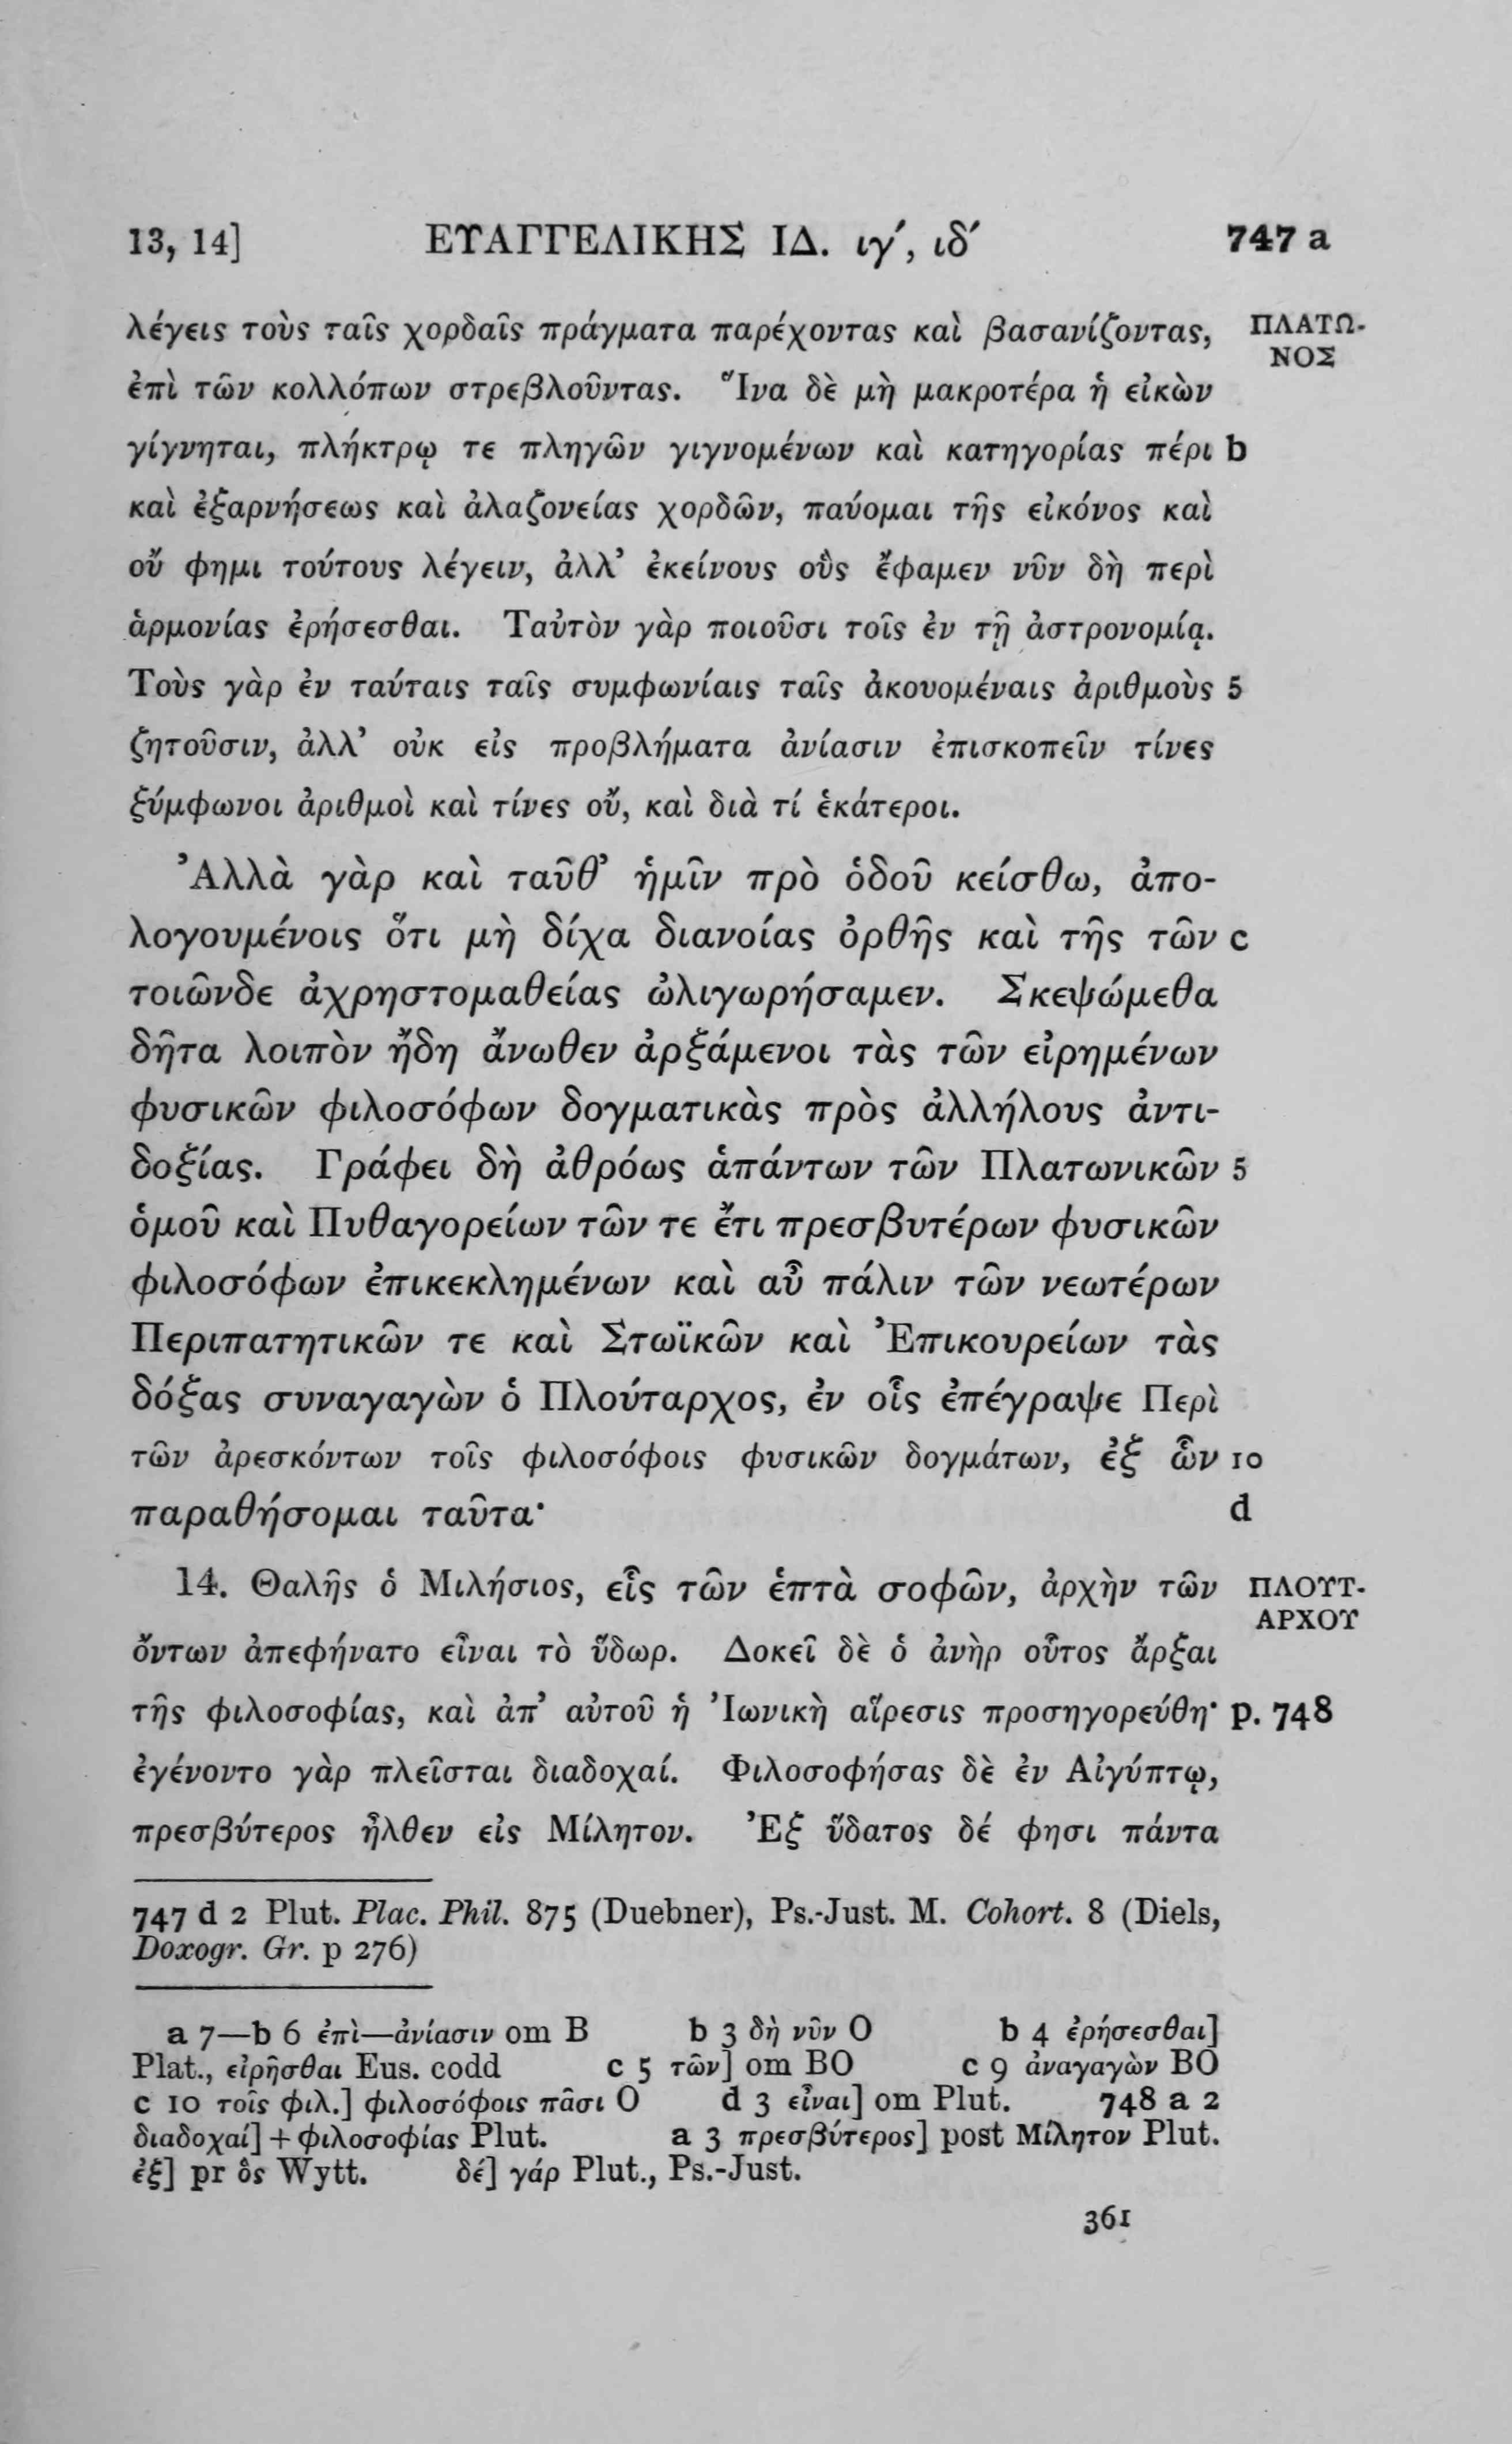 13, 14] ΕΥΑΓΓΕΛΙΚΗΣ ΙΔ. ιγ′, ιδ′ 747 a
λέγεις τοὺς ταῖς χορδαῖς πράγματα παρέχοντας καὶ βασανίζοντας, ΠΛΑΤΩ-
ΝΟΣ
ἐπὶ τῶν κολλόπων στρεβλοῦντας. Ἵνα δὲ μὴ μακροτέρα ἡ εἰκὼν
γίγνηται, πλήκτρῳ τε πληγῶν γιγνομένων καὶ κατηγορίας πέρι b
καὶ ἐξαρνήσεως καὶ ἀλαζονείας χορδῶν, παύομαι τῆς εἰκόνος καὶ
οὔ φημι τούτους λέγειν, ἀλλ’ ἐκείνους οὓς ἔφαμεν νῦν δὴ περὶ
ἁρμονίας ἐρήσεσθαι. Ταὐτὸν γὰρ ποιοῦσι τοῖς ἐν τῇ ἀστρονομίᾳ.
Τοὺς γὰρ ἐν ταύταις ταῖς συμφωνίαις ταῖς ἀκουομέναις ἀριθμοὺς 5
ζητοῦσιν, ἀλλ’ οὐκ εἰς προβλήματα ἀνίασιν ἐπισκοπεῖν τίνες
ξύμφωνοι ἀριθμοὶ καὶ τίνες οὔ, καὶ διὰ τί ἑκάτεροι.
Ἀλλὰ γὰρ καὶ ταῦθ’ ἡμῖν πρὸ ὁδοῦ κείσθω, ἀπο-
λογουμένοις ὅτι μὴ δίχα διανοίας ὀρθῆς καὶ τῆς τῶν c
τοιῶνδε ἀχρηστομαθείας ὠλιγωρήσαμεν. Σκεψώμεθα
δῆτα λοιπὸν ἤδη ἄνωθεν ἀρξάμενοι τὰς τῶν εἰρημένων
φυσικῶν φιλοσόφων δογματικὰς πρὸς ἀλλήλους ἀντι-
δοξίας. Γράφει δὴ ἀθρόως ἁπάντων τῶν Πλατωνικῶν 5
ὁμοῦ καὶ Πυθαγορείων τῶν τε ἔτι πρεσβυτέρων φυσικῶν
φιλοσόφων ἐπικεκλημένων καὶ αὖ πάλιν τῶν νεωτέρων
Περιπατητικῶν τε καὶ Στωϊκῶν καὶ Ἐπικουρείων τὰς
δόξας συναγαγὼν ὁ Πλούταρχος, ἐν οἷς ἐπέγραψε Περὶ
τῶν ἀρεσκόντων τοῖς φιλοσόφοις φυσικῶν δογμάτων, ἐξ ὧν 10
παραθήσομαι ταῦτα· d
14. Θαλῆς ὁ Μιλήσιος, εἷς τῶν ἑπτὰ σοφῶν, ἀρχὴν τῶν ΠΛΟΥΤ-
ΑΡΧΟΥ
ὄντων ἀπεφήνατο εἶναι τὸ ὕδωρ. Δοκεῖ δὲ ὁ ἀνὴρ οὗτος ἄρξαι
τῆς φιλοσοφίας, καὶ ἀπ’ αὐτοῦ ἡ Ἰωνικὴ αἵρεσις προσηγορεύθη· p. 748
ἐγένοντο γὰρ πλεῖσται διαδοχαί. Φιλοσοφήσας δὲ ἐν Αἰγύπτῳ,
πρεσβύτερος ἦλθεν εἰς Μίλητον. Ἐξ ὕδατος δέ φησι πάντα
747 d 2 Plut. Plac. Phil. 875 (Duebner), Ps.-Just. M. Cohort. 8 (Diels,
Doxogr. Gr. p 276)
a 7—b 6 ἐπὶ—ἀνίασιν om B b 3 δὴ νῦν O b 4 ἐρήσεσθαι]
Plat., εἰρῆσθαι Eus. codd c 5 τῶν] om BO c 9 ἀναγαγὼν BO
c 10 τοῖς φιλ.] φιλοσόφοις πᾶσι O d 3 εἶναι] om Plut. 748 a 2
διαδοχαί] + φιλοσοφίας Plut. a 3 πρεσβύτερος] post Μίλητον Plut.
ἐξ] pr ὃς Wytt. δέ] γάρ Plut., Ps.-Just.
361